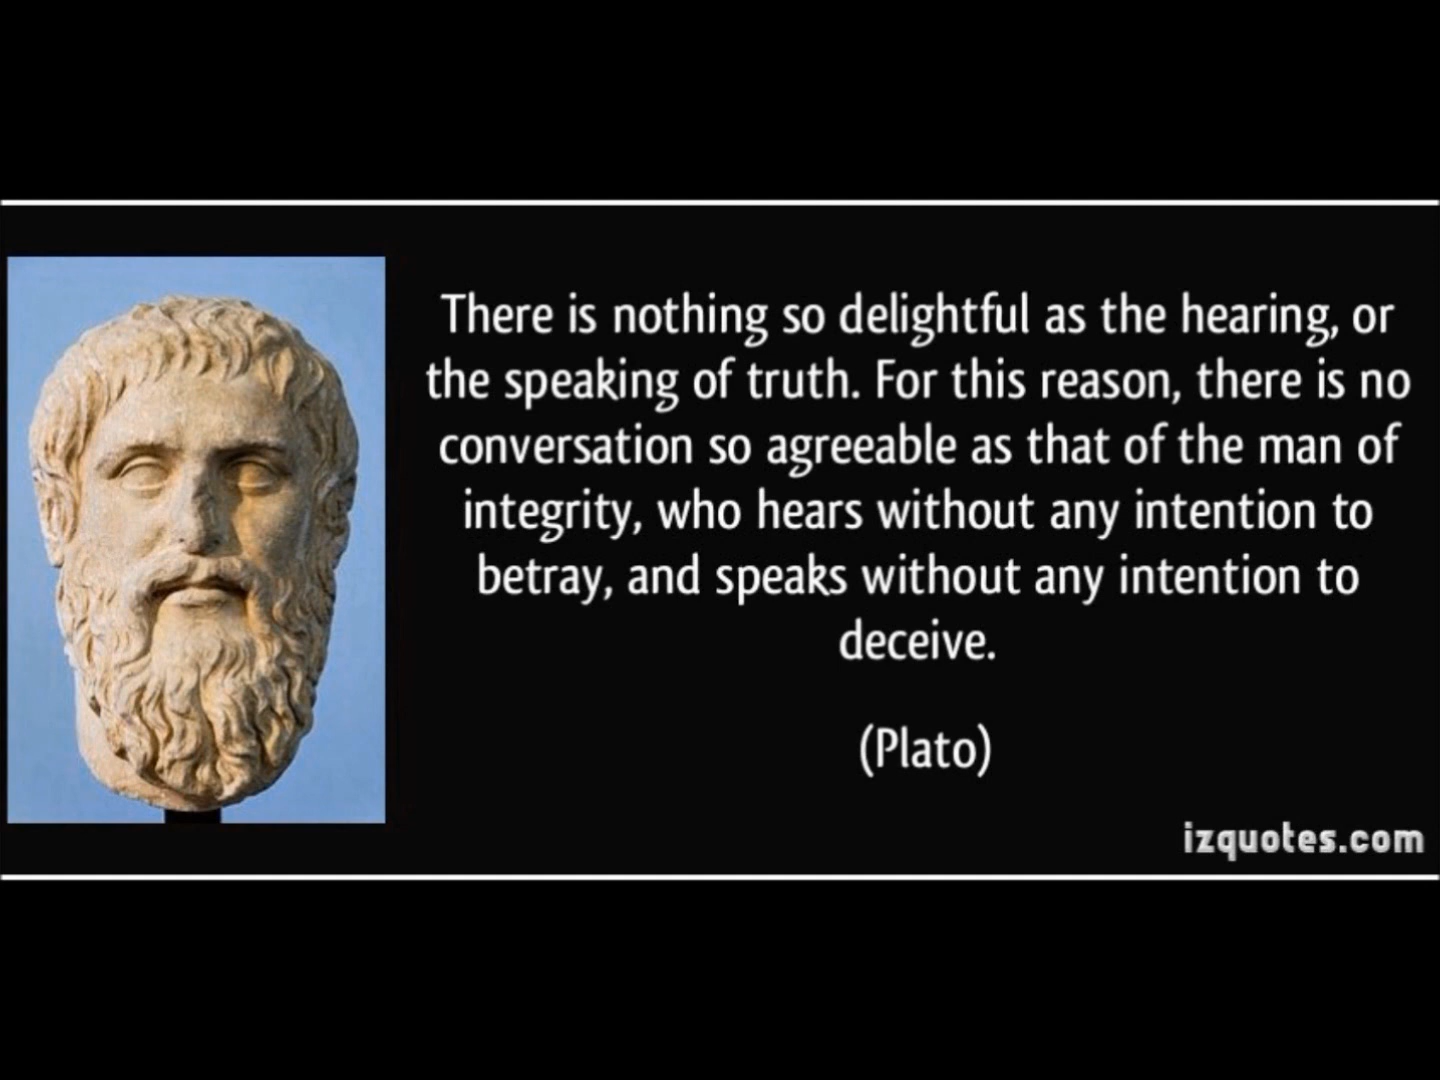 There is nothing so delightful as the hearing, or
the speaking of truth. For this reason, there is no
conversation so agreeable as that of the man of
integrity, who hears without any intention to
betray, and speaks without any intention to
deceive.
(Plato)
izquotes.com